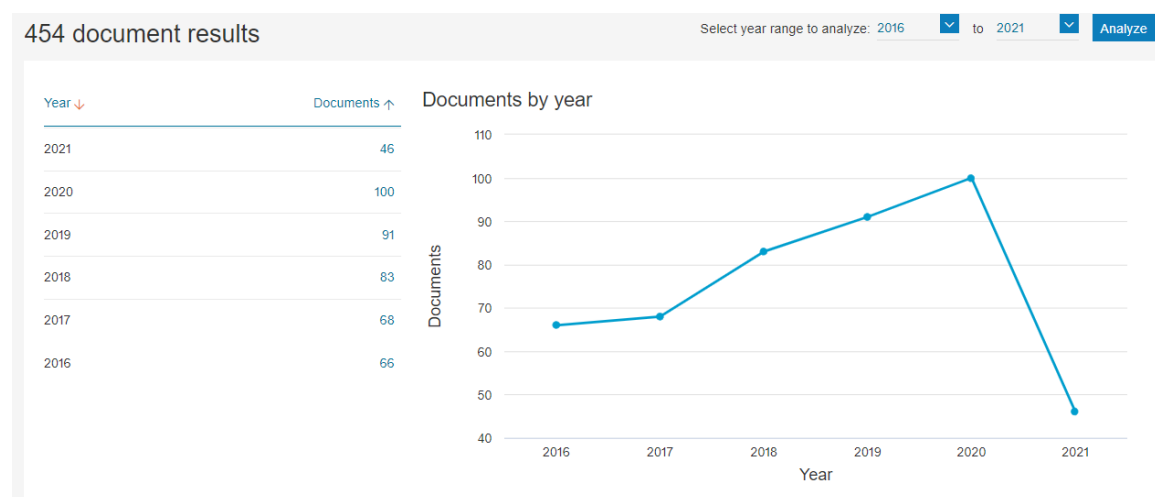 454 document results
Select year range to analyze: 2016 to 2021 Analyze
Year Documents
2021 46
2020 100
2019 91
2018 83
2017 68
2016 66
Documents by year
110
100
90
80
70
60
50
40
Documents
2016 2017 2018 2019 2020 2021
Year